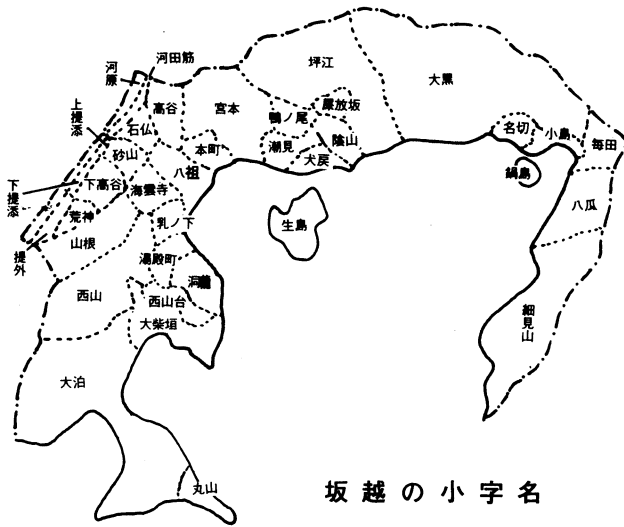 河田筋
河原
上提添
下提添
提外
高谷
宮本
坪江
大黒
石仏
鴨ノ尾
屎放坂
名切
小島
毎田
砂山
本町
潮見
陰山
犬戻
鍋島
八祖
下高谷
海雲寺
八瓜
荒神
乳ノ下
生島
山根
湯殿町
西山
西山台
大柴垣
細見山
大泊
丸山
坂越の小字名